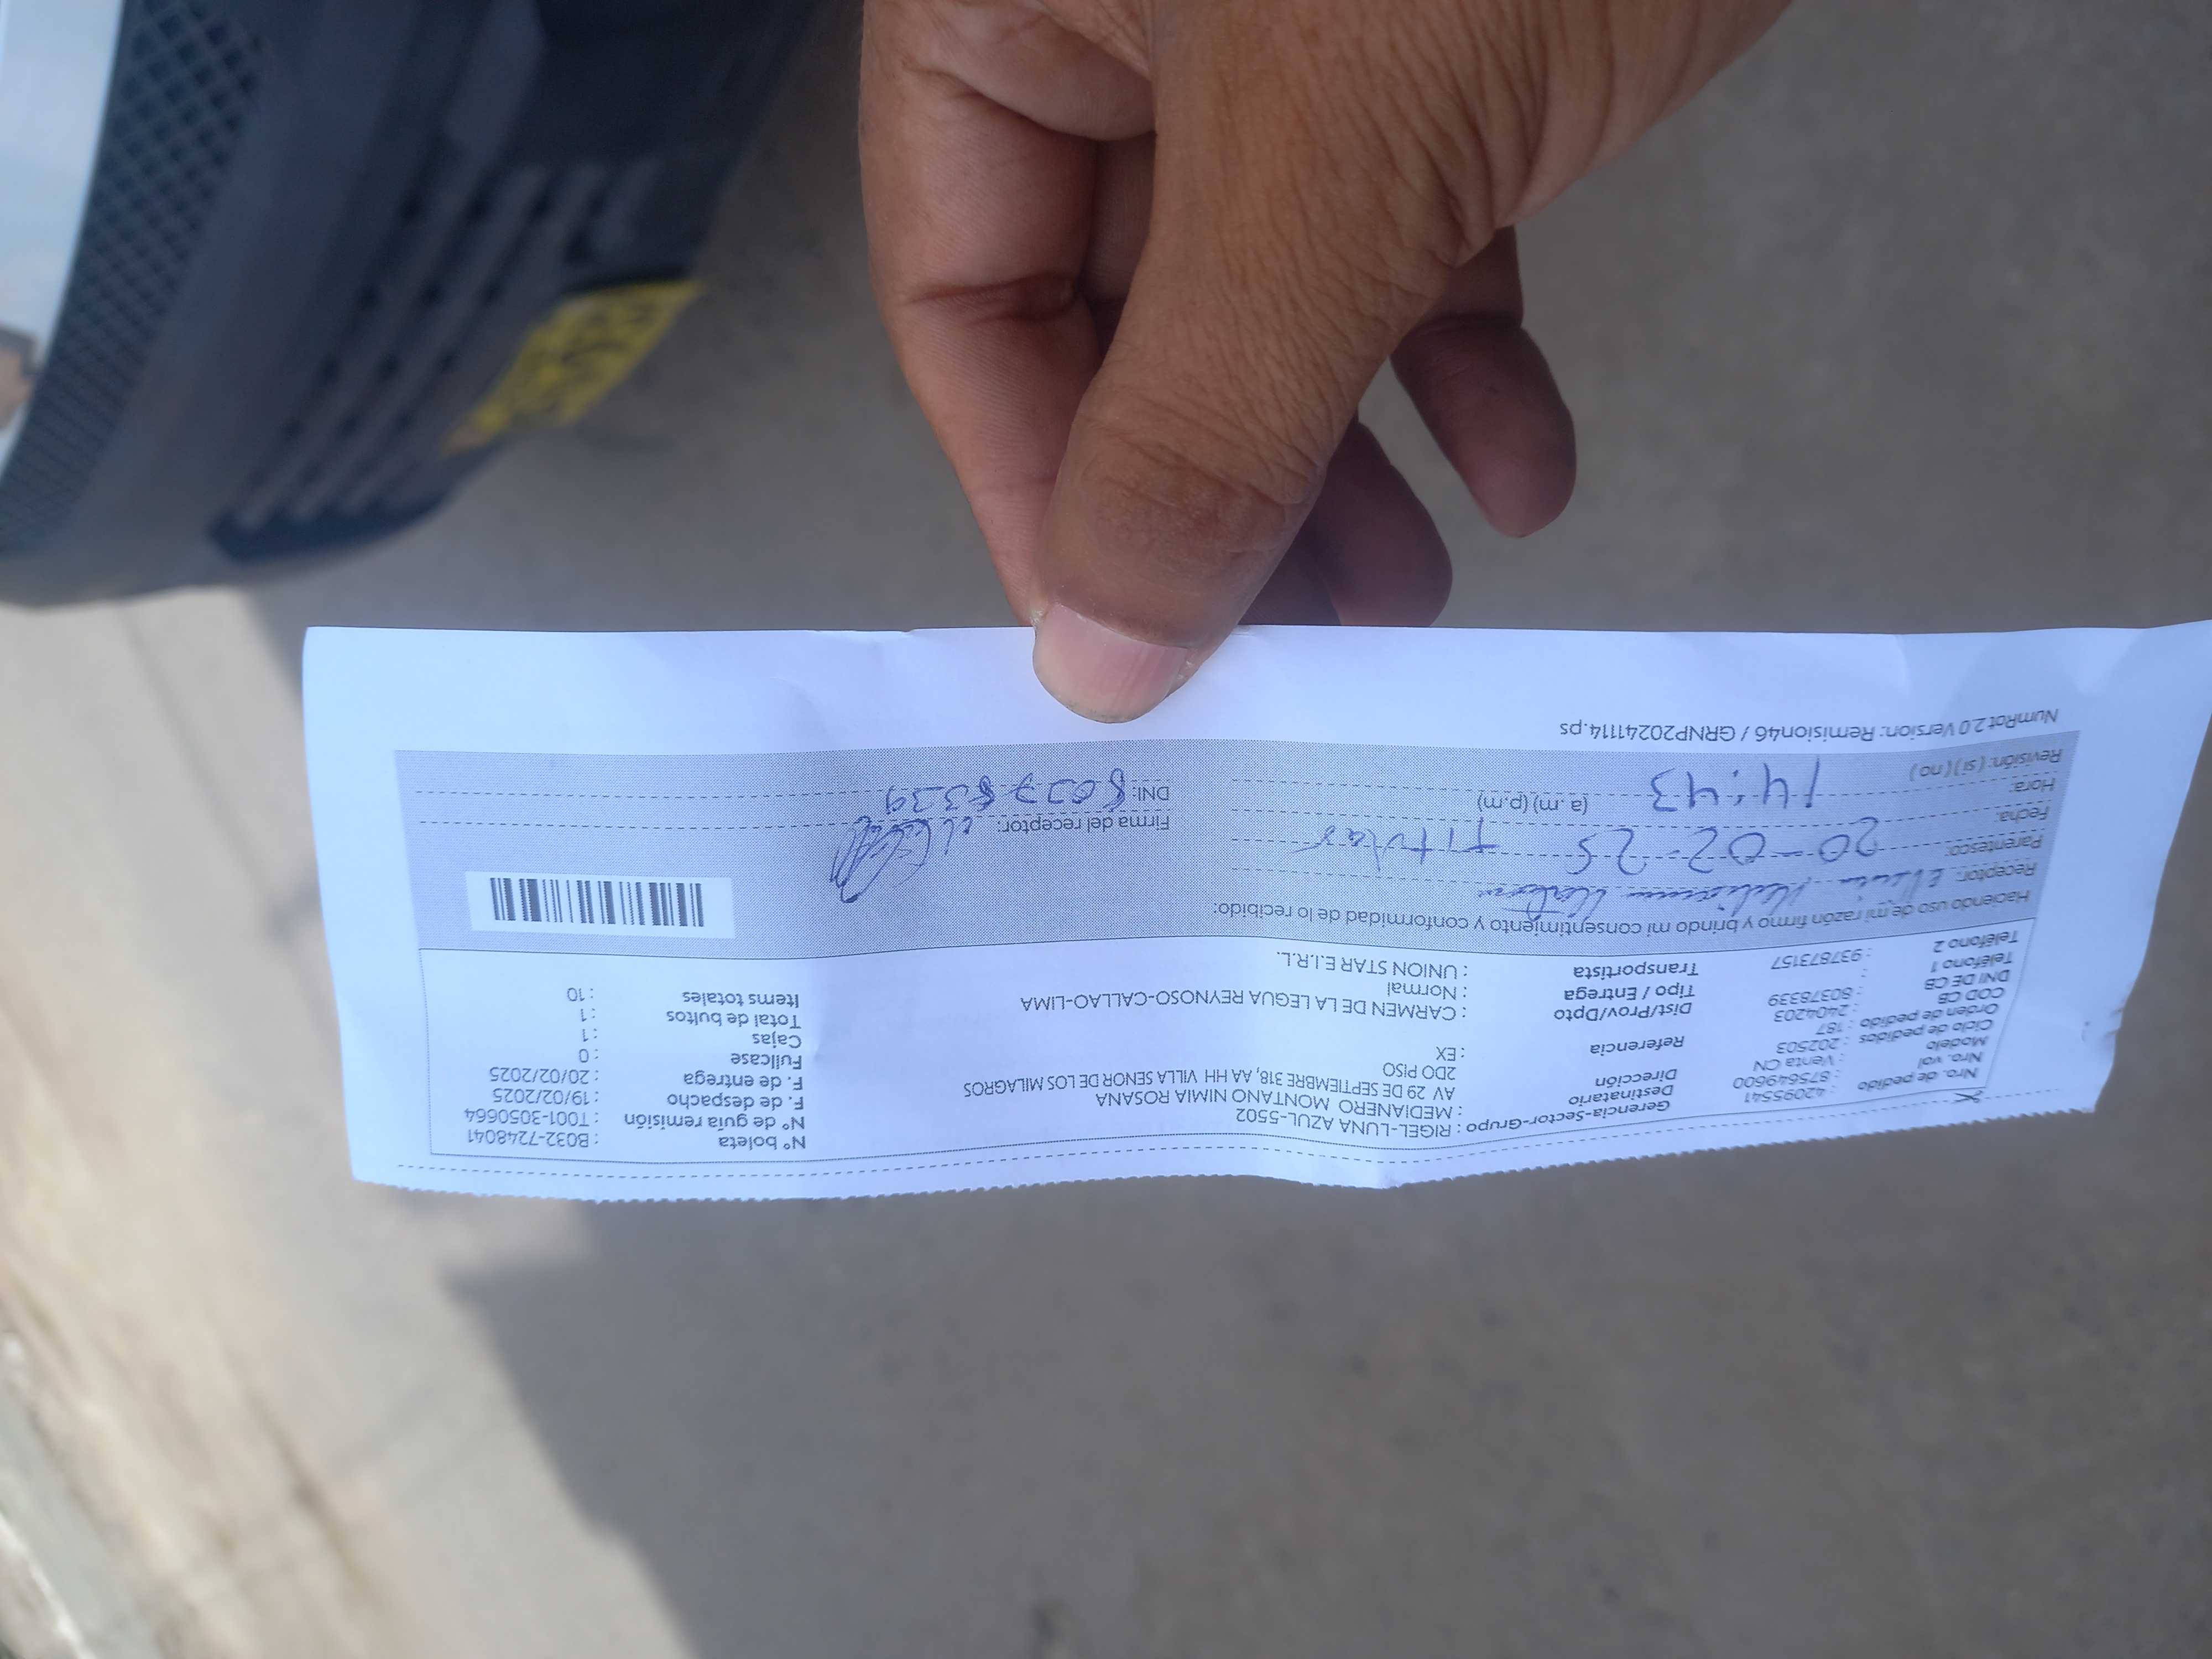 Nro. de pedido : 42095541
Nro. vol : 875649600
Modelo : Venta CN
Ciclo de pedidos : 202503
Orden de pedido : 187
COD CB : 2404203
DNI DE CB : 80378339
Teléfono 1 :
Teléfono 2 : 937873157
Gerencia-Sector-Grupo : RIGEL-LUNA AZUL-5502
Destinatario : MEDIANERO MONTANO NIMIA ROSANA
Dirección AV 29 DE SEPTIEMBRE 318, AA HH VILLA SENOR DE LOS MILAGROS
2DO PISO
Referencia : EX
Dist/Prov/Dpto : CARMEN DE LA LEGUA REYNOSO-CALLAO-LIMA
Tipo / Entrega : Normal
Transportista : UNION STAR E.I.R.L.
N° boleta : B032-7248041
N° de guía remisión : T001-3050664
F. de despacho : 19/02/2025
F. de entrega : 20/02/2025
Fullcase : 0
Cajas : 1
Total de bultos : 1
Items totales : 10
Haciendo uso de mi razón firmo y brindo mi consentimiento y conformidad de lo recibido:
Receptor:
Parentesco: Titular
Fecha: 20-02-25
Hora: 14:43 (a.m) (p.m)
Revisión: ( si ) ( no )
Firma del receptor:
DNI: 80378339
NumRot 2.0 Version: Remision46 / GRNP20241114.ps